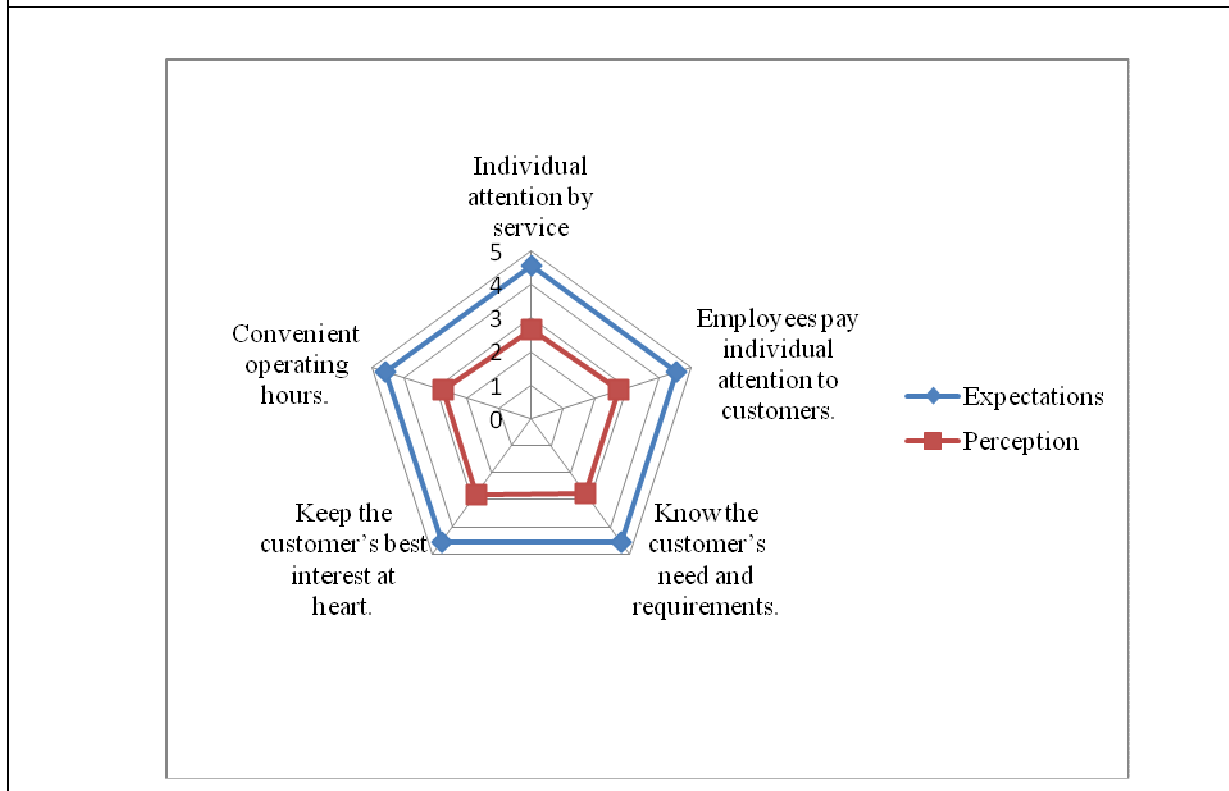 Individual
attention by
service
5
4
3
2
1
0
Employees pay
individual
attention to
customers.
Know the
customer’s
need and
requirements.
Keep the
customer’s best
interest at
heart.
Convenient
operating
hours.
Expectations
Perception